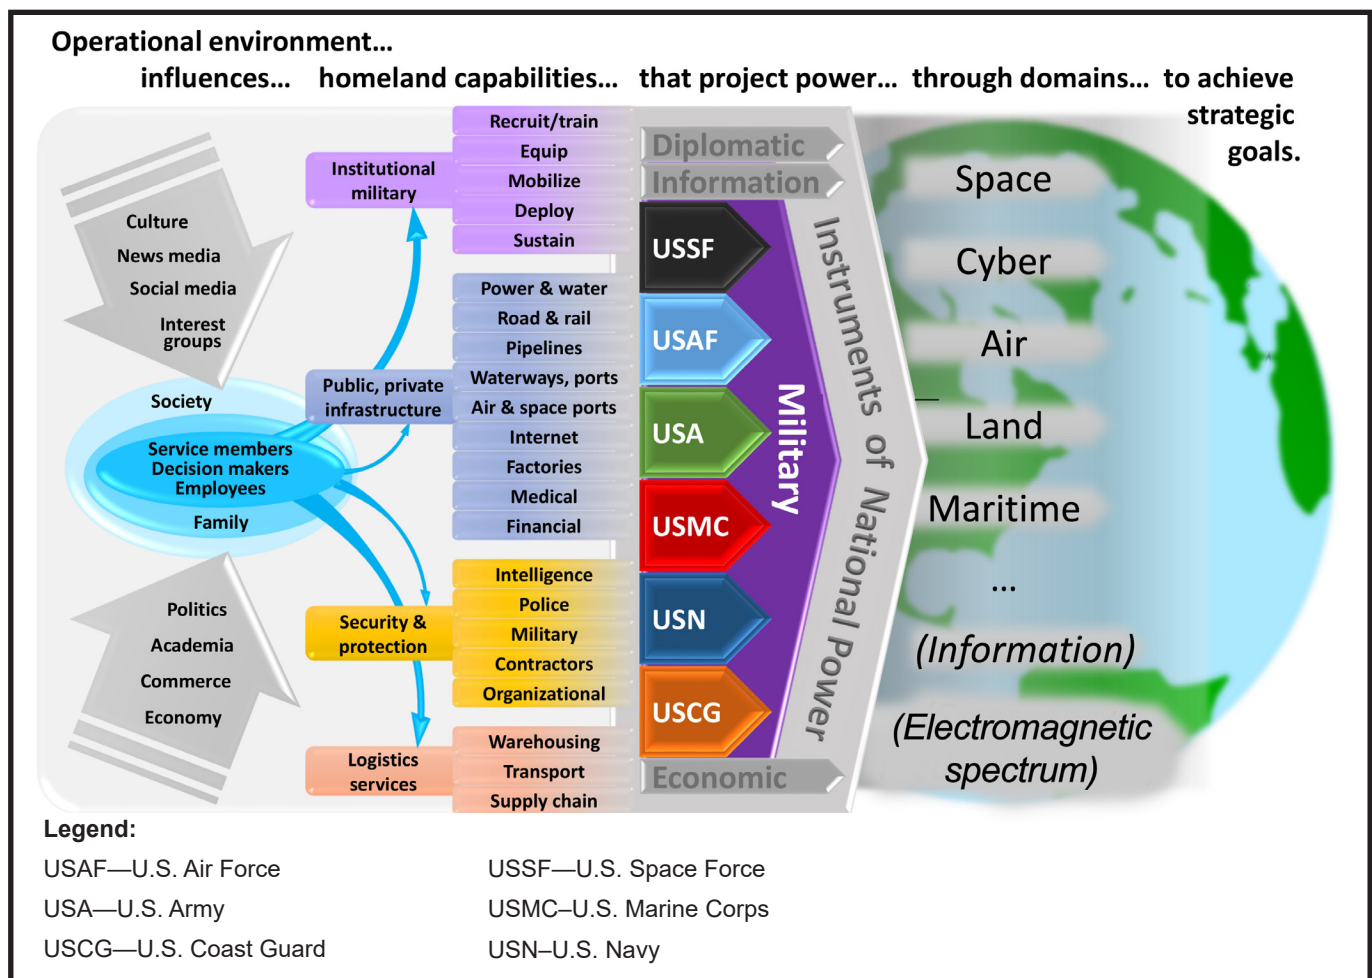 Operational environment…
influences…
homeland capabilities…
that project power…
through domains…
to achieve
strategic
goals.
Culture
News media
Social media
Interest
groups
Society
Service members
Decision makers
Employees
Family
Politics
Academia
Commerce
Economy
Institutional
military
Recruit/train
Equip
Mobilize
Deploy
Sustain
Public, private
infrastructure
Power & water
Road & rail
Pipelines
Waterways, ports
Air & space ports
Internet
Factories
Medical
Financial
Security &
protection
Intelligence
Police
Military
Contractors
Organizational
Logistics
services
Warehousing
Transport
Supply chain
Diplomatic
Information
USSF
USAF
USA
USMC
USN
USCG
Economic
Military
Instruments of National Power
Space
Cyber
Air
Land
Maritime
…
(Information)
(Electromagnetic
spectrum)
Legend:
USAF—U.S. Air Force
USA—U.S. Army
USCG—U.S. Coast Guard
USSF—U.S. Space Force
USMC–U.S. Marine Corps
USN–U.S. Navy